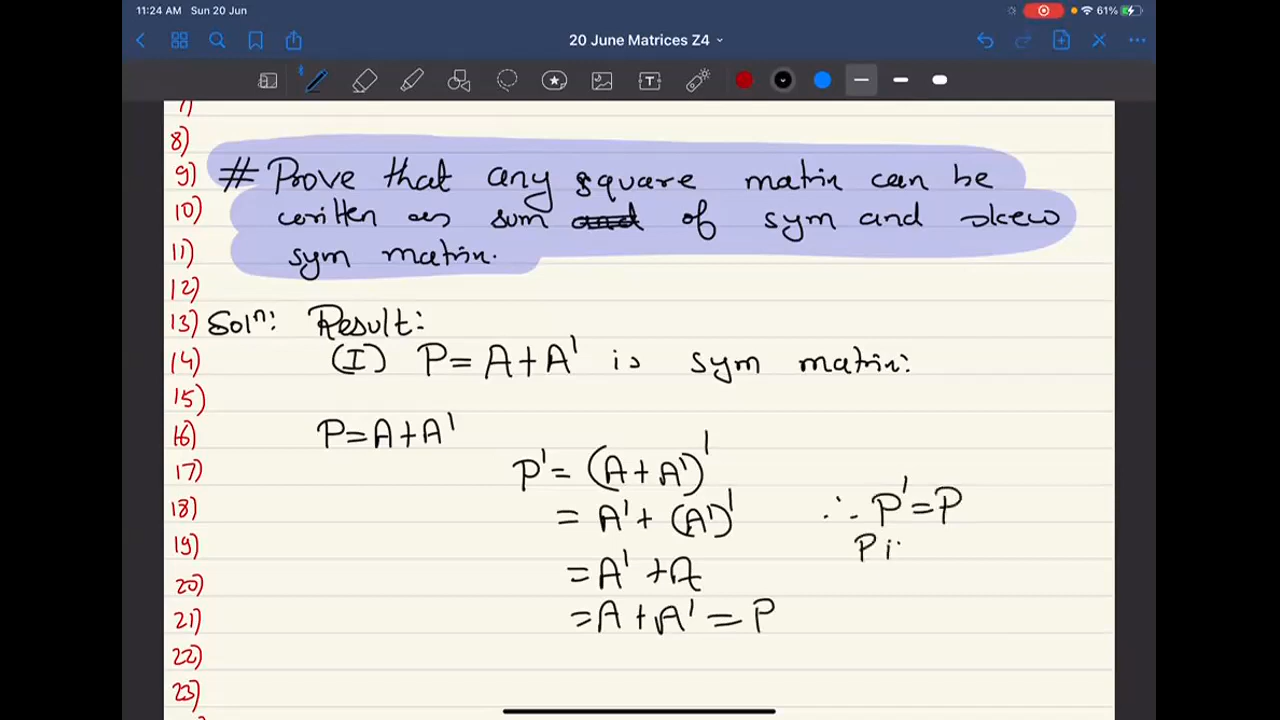 11:24 AM Sun 20 Jun
61%
20 June Matrices Z4
7)
8)
9) # Prove that any square matrix can be
10) written as sum of sym and skew
11) sym matrix.
12)
13) Solⁿ: Result:
14) (I) P=A+A' is sym matrix:
15)
16) P=A+A'
17) P'= (A+A')'
18) = A'+(A')' ∴ P'=P
19) P i
20) =A'+A
21) =A+A'=P
22)
23)